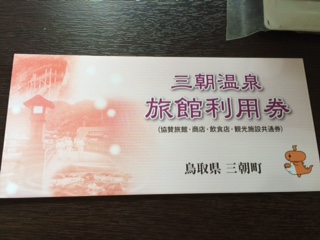 三朝温泉
旅館利用券
(協賛旅館・商店・飲食店・観光施設共通券)
鳥取県 三朝町